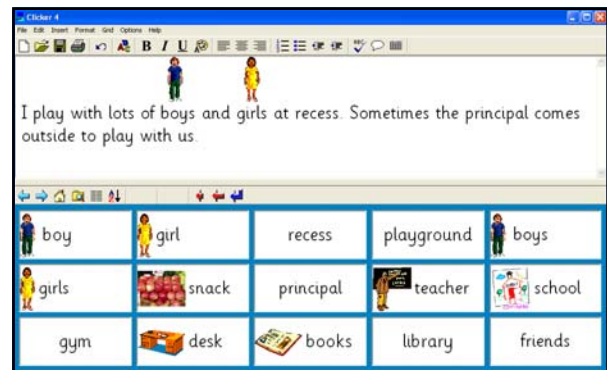 Clicker 4
File Edit Insert Format Grid Options Help
B I U
I play with lots of boys and girls at recess. Sometimes the principal comes
outside to play with us.
boy girl recess playground boys
girls snack principal teacher school
gym desk books library friends